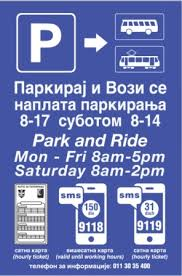 P
Паркирај и Вози се
наплата паркирања
8-17 суботом 8-14
Park and Ride
Mon - Fri 8am-5pm
Saturday 8am-2pm
sms
150 din
9118
sms
31 din
9119
сатна карта
(hourly ticket)
вишесатна карта
(valid until working hours)
сатна карта
(hourly ticket)
телефон за информације: 011 30 35 400